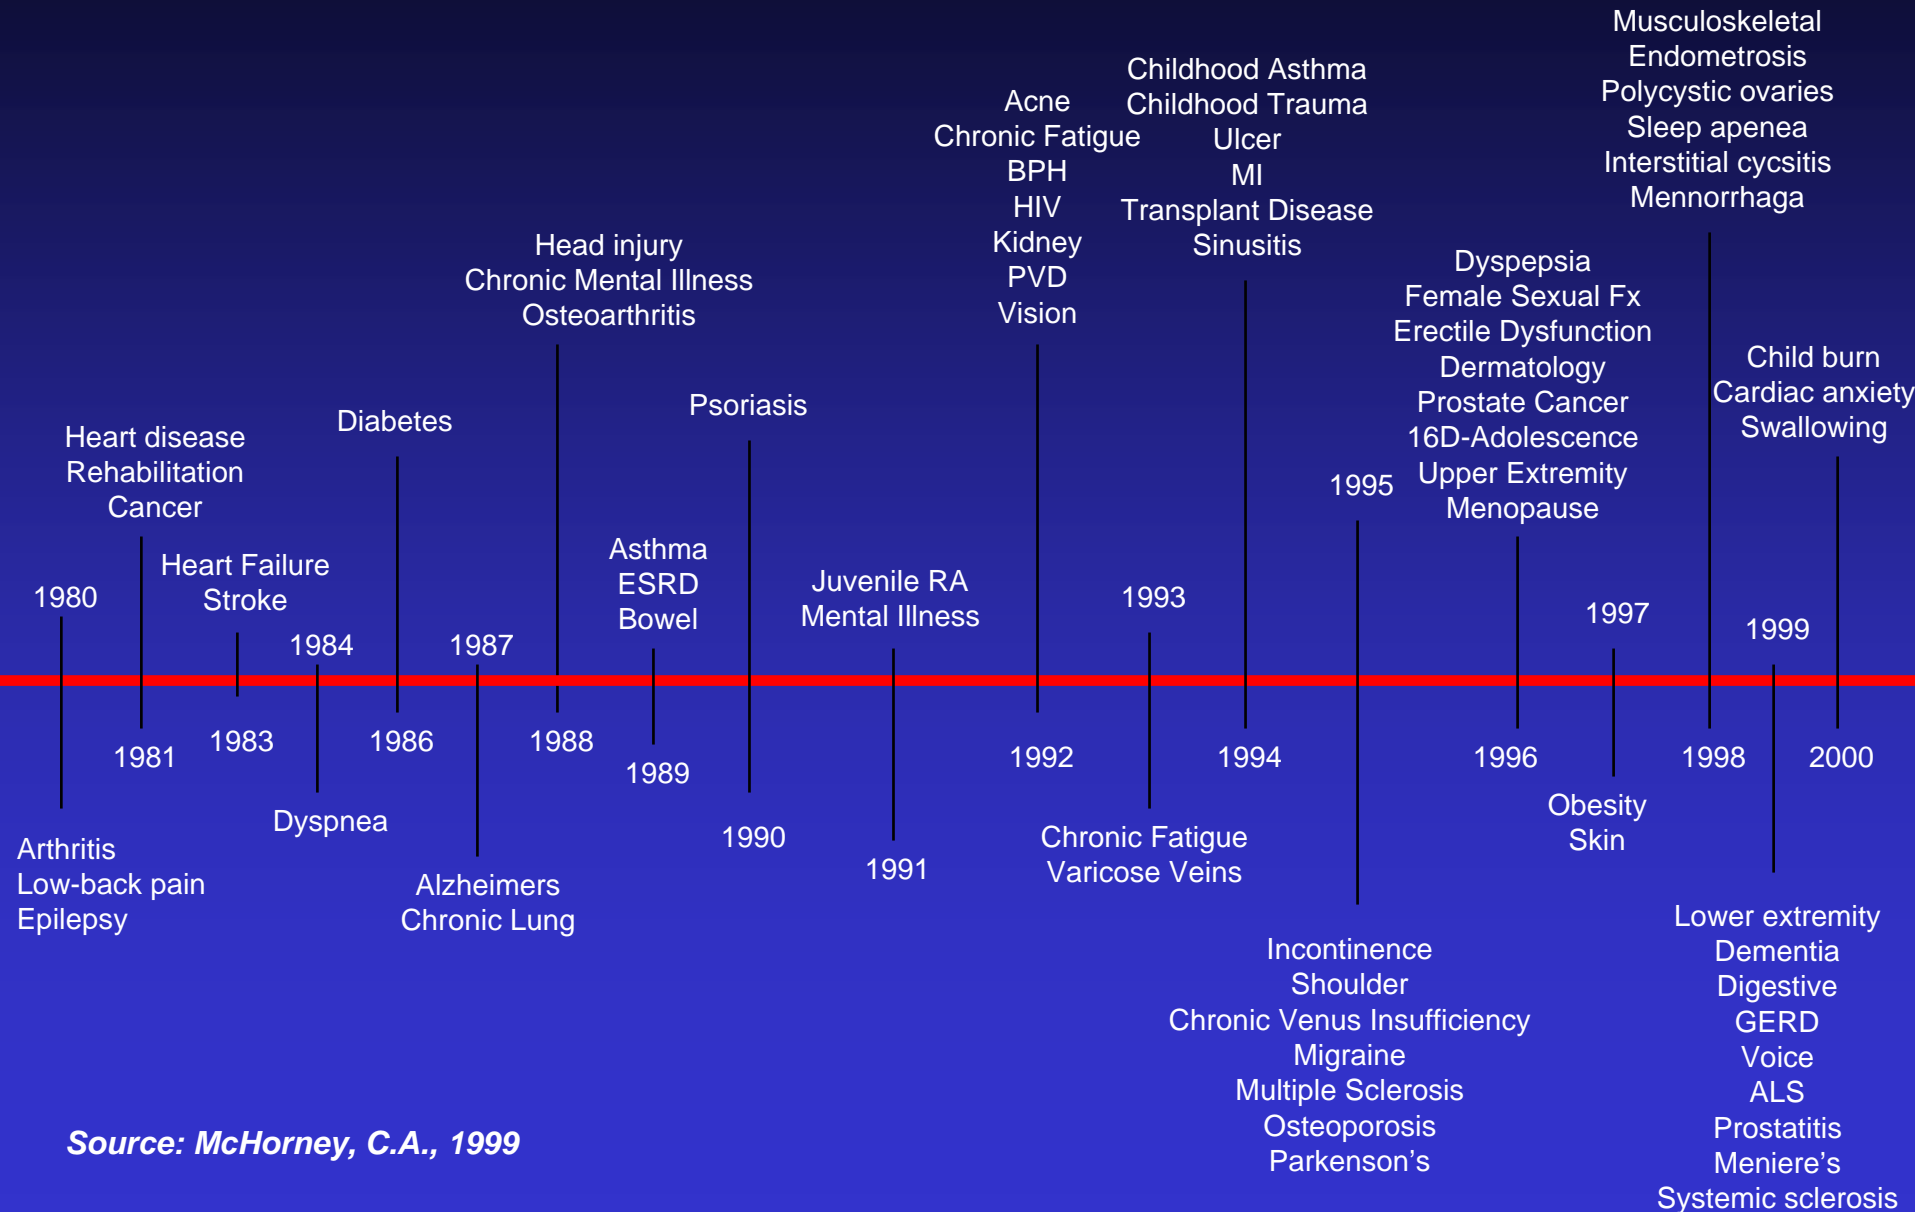 1980
Arthritis
Low-back pain
Epilepsy
Heart disease
Rehabilitation
Cancer
1981
Heart Failure
Stroke
1983
1984
Dyspnea
Diabetes
1986
1987
Alzheimers
Chronic Lung
Head injury
Chronic Mental Illness
Osteoarthritis
1988
Asthma
ESRD
Bowel
1989
Psoriasis
1990
Juvenile RA
Mental Illness
1991
Acne
Chronic Fatigue
BPH
HIV
Kidney
PVD
Vision
1992
1993
Chronic Fatigue
Varicose Veins
Childhood Asthma
Childhood Trauma
Ulcer
MI
Transplant Disease
Sinusitis
1994
1995
Incontinence
Shoulder
Chronic Venus Insufficiency
Migraine
Multiple Sclerosis
Osteoporosis
Parkenson's
Dyspepsia
Female Sexual Fx
Erectile Dysfunction
Dermatology
Prostate Cancer
16D-Adolescence
Upper Extremity
Menopause
1996
1997
Obesity
Skin
Musculoskeletal
Endometrosis
Polycystic ovaries
Sleep apenea
Interstitial cycsitis
Mennorrhaga
1998
1999
Lower extremity
Dementia
Digestive
GERD
Voice
ALS
Prostatitis
Meniere's
Systemic sclerosis
Child burn
Cardiac anxiety
Swallowing
2000
Source: McHorney, C.A., 1999